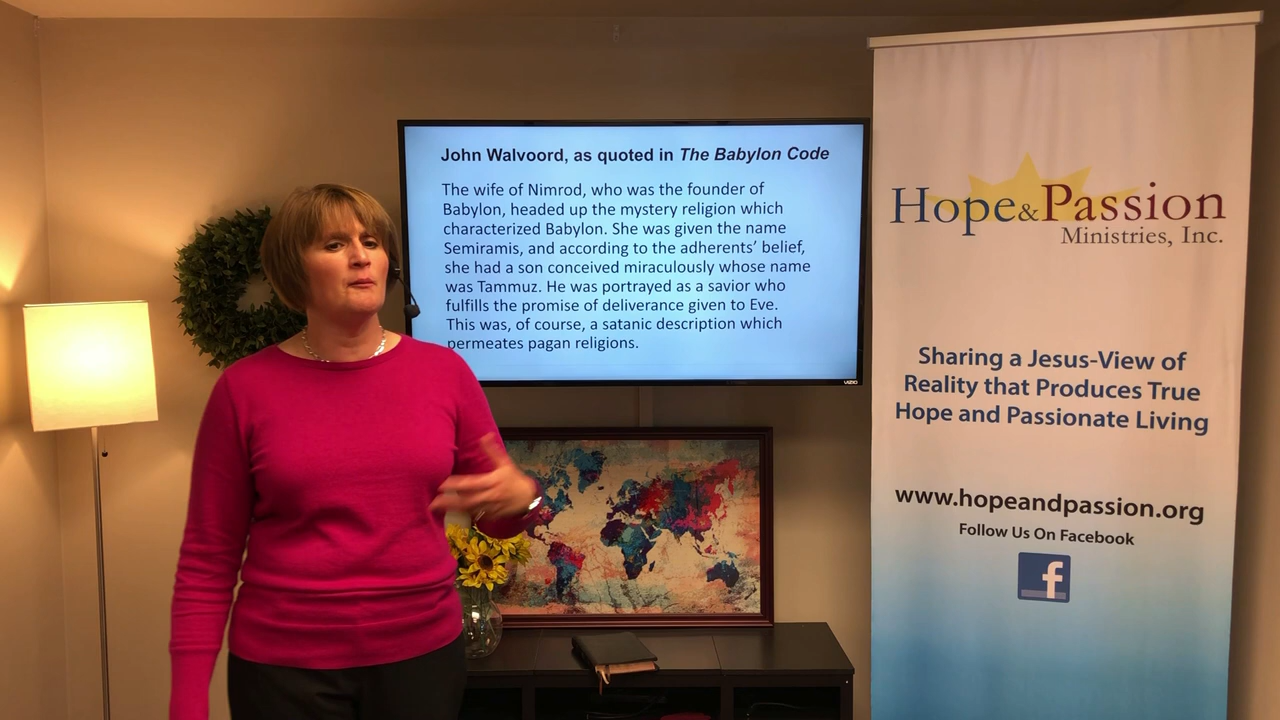 John Walvoord, as quoted in The Babylon Code
The wife of Nimrod, who was the founder of
Babylon, headed up the mystery religion which
characterized Babylon. She was given the name
Semiramis, and according to the adherents' belief,
she had a son conceived miraculously whose name
was Tammuz. He was portrayed as a savior who
fulfills the promise of deliverance given to Eve.
This was, of course, a satanic description which
permeates pagan religions.
VIZIO
Hope&Passion
Ministries, Inc.
Sharing a Jesus-View of
Reality that Produces True
Hope and Passionate Living
www.hopeandpassion.org
Follow Us On Facebook
f